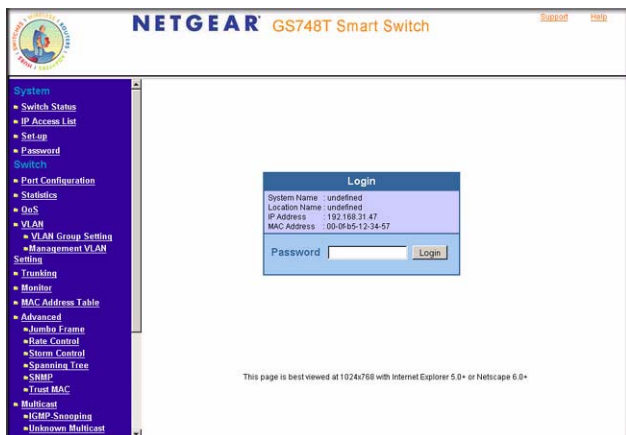 NETGEAR GS748T Smart Switch
Support Help
SWITCHES WIRELESS ROUTERS HUBS
System
Switch Status
IP Access List
Set-up
Password
Switch
Port Configuration
Statistics
QoS
VLAN
VLAN Group Setting
Management VLAN
Setting
Trunking
Monitor
MAC Address Table
Advanced
Jumbo Frame
Rate Control
Storm Control
Spanning Tree
SNMP
Trust MAC
Multicast
IGMP-Snooping
Unknown Multicast
Login
System Name : undefined
Location Name : undefined
IP Address : 192.168.31.47
MAC Address : 00-0f-b5-12-34-57
Password Login
This page is best viewed at 1024x768 with Internet Explorer 5.0+ or Netscape 6.0+